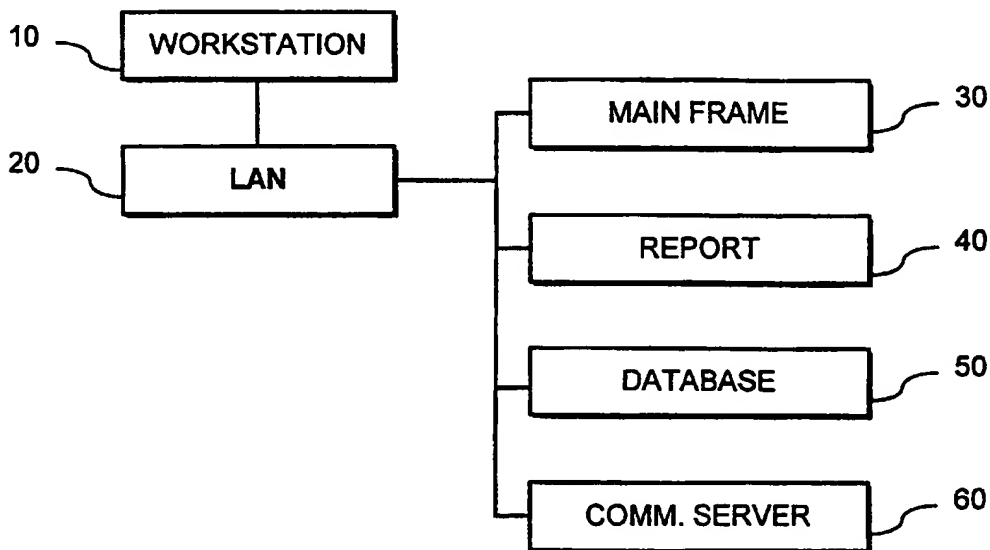 10
WORKSTATION
20
LAN
MAIN FRAME
30
REPORT
40
DATABASE
50
COMM. SERVER
60